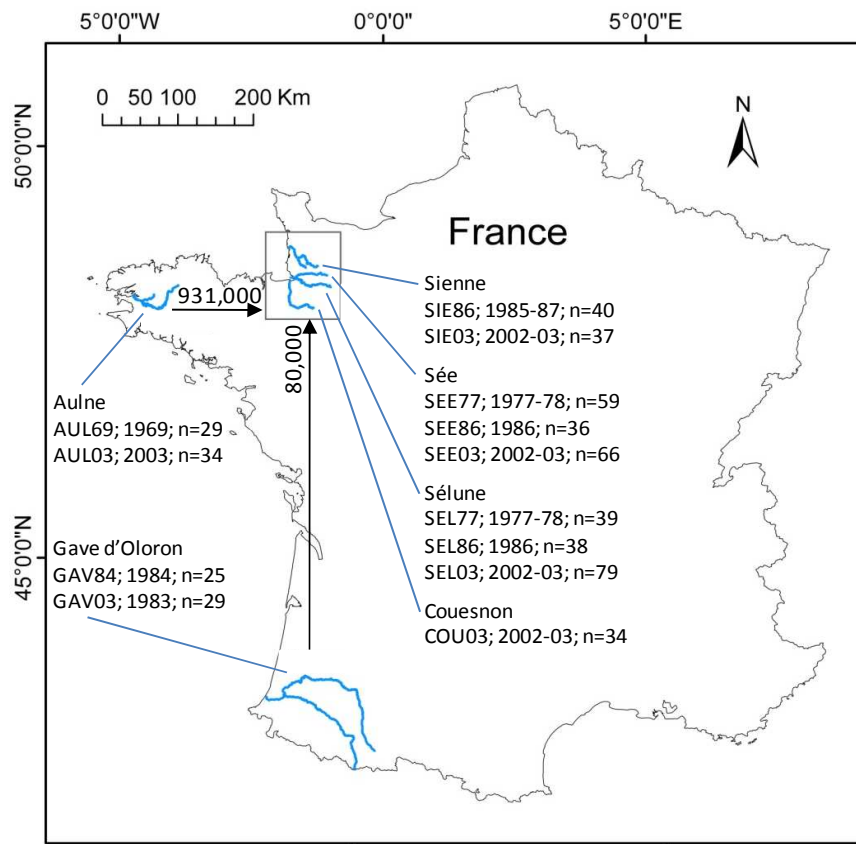 5°0'0"W 0°0'0" 5°0'0"E
0 50 100 200 Km
N
50°0'0"N
France
931,000
80,000
Sienne
SIE86; 1985-87; n=40
SIE03; 2002-03; n=37
Sée
SEE77; 1977-78; n=59
SEE86; 1986; n=36
SEE03; 2002-03; n=66
Aulne
AUL69; 1969; n=29
AUL03; 2003; n=34
Sélune
SEL77; 1977-78; n=39
SEL86; 1986; n=38
SEL03; 2002-03; n=79
45°0'0"N
Gave d'Oloron
GAV84; 1984; n=25
GAV03; 1983; n=29
Couesnon
COU03; 2002-03; n=34